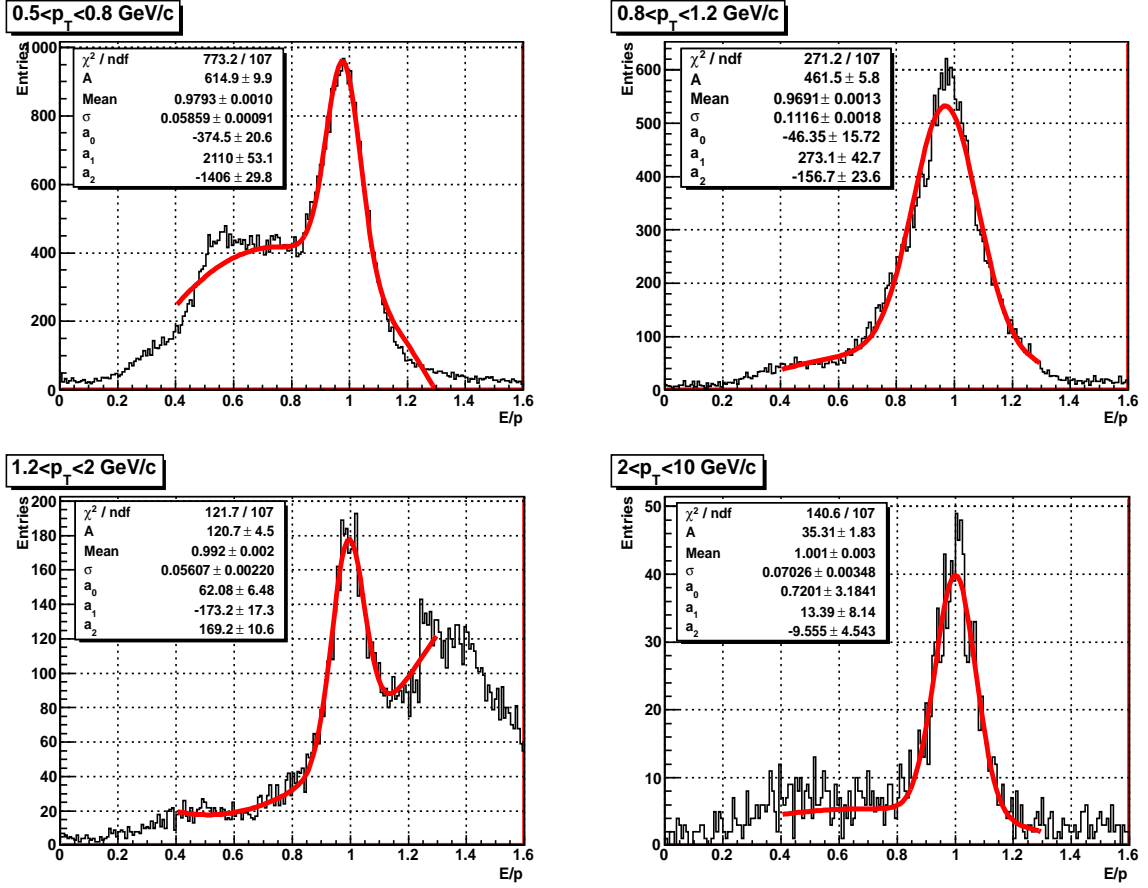 0.5<p_T<0.8 GeV/c
Entries
1000
800
600
400
200
0
χ² / ndf 773.2 / 107
A 614.9 ± 9.9
Mean 0.9793 ± 0.0010
σ 0.05859 ± 0.00091
a₀ -374.5 ± 20.6
a₁ 2110 ± 53.1
a₂ -1406 ± 29.8
0 0.2 0.4 0.6 0.8 1 1.2 1.4 1.6
E/p
0.8<p_T<1.2 GeV/c
Entries
600
500
400
300
200
100
0
χ² / ndf 271.2 / 107
A 461.5 ± 5.8
Mean 0.9691 ± 0.0013
σ 0.1116 ± 0.0018
a₀ -46.35 ± 15.72
a₁ 273.1 ± 42.7
a₂ -156.7 ± 23.6
0 0.2 0.4 0.6 0.8 1 1.2 1.4 1.6
E/p
1.2<p_T<2 GeV/c
Entries
200
180
160
140
120
100
80
60
40
20
0
χ² / ndf 121.7 / 107
A 120.7 ± 4.5
Mean 0.992 ± 0.002
σ 0.05607 ± 0.00220
a₀ 62.08 ± 6.48
a₁ -173.2 ± 17.3
a₂ 169.2 ± 10.6
0 0.2 0.4 0.6 0.8 1 1.2 1.4 1.6
E/p
2<p_T<10 GeV/c
Entries
50
40
30
20
10
0
χ² / ndf 140.6 / 107
A 35.31 ± 1.83
Mean 1.001 ± 0.003
σ 0.07026 ± 0.00348
a₀ 0.7201 ± 3.1841
a₁ 13.39 ± 8.14
a₂ -9.555 ± 4.543
0 0.2 0.4 0.6 0.8 1 1.2 1.4 1.6
E/p